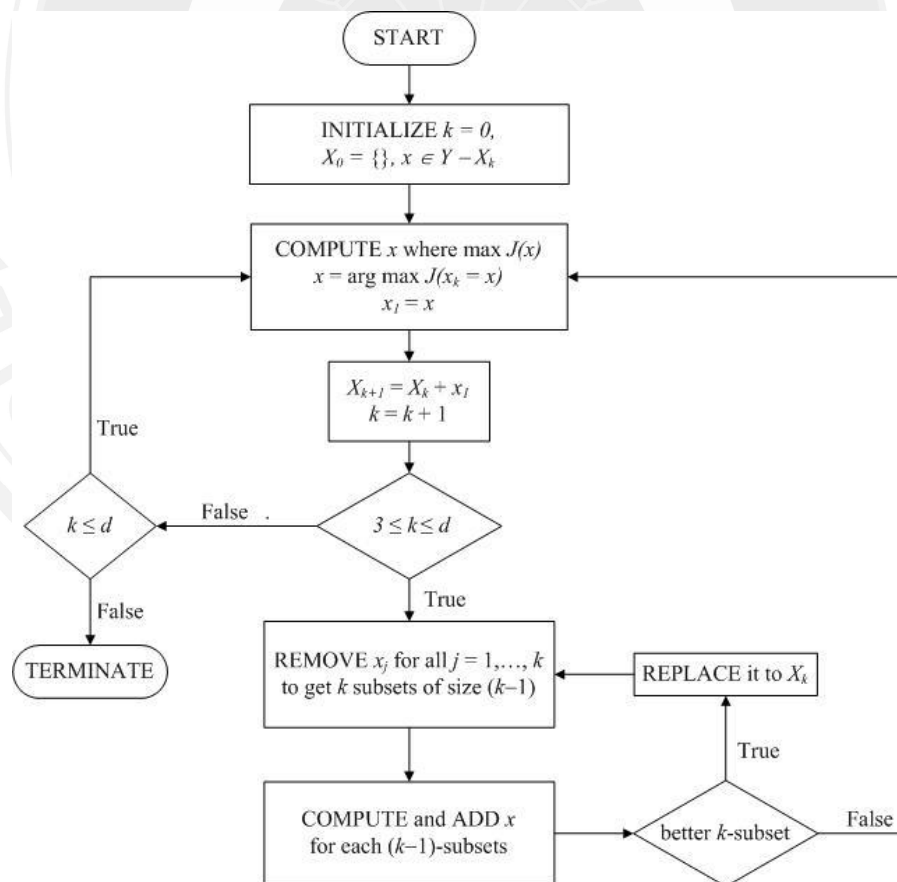 START
INITIALIZE k = 0,
X₀ = {}, x ∈ Y – Xₖ
COMPUTE x where max J(x)
x = arg max J(xₖ = x)
x₁ = x
Xₖ₊₁ = Xₖ + x₁
k = k + 1
True
k ≤ d
False .
3 ≤ k ≤ d
False
True
TERMINATE
REMOVE xⱼ for all j = 1,…, k
to get k subsets of size (k–1)
REPLACE it to Xₖ
True
COMPUTE and ADD x
for each (k–1)-subsets
better k-subset
False